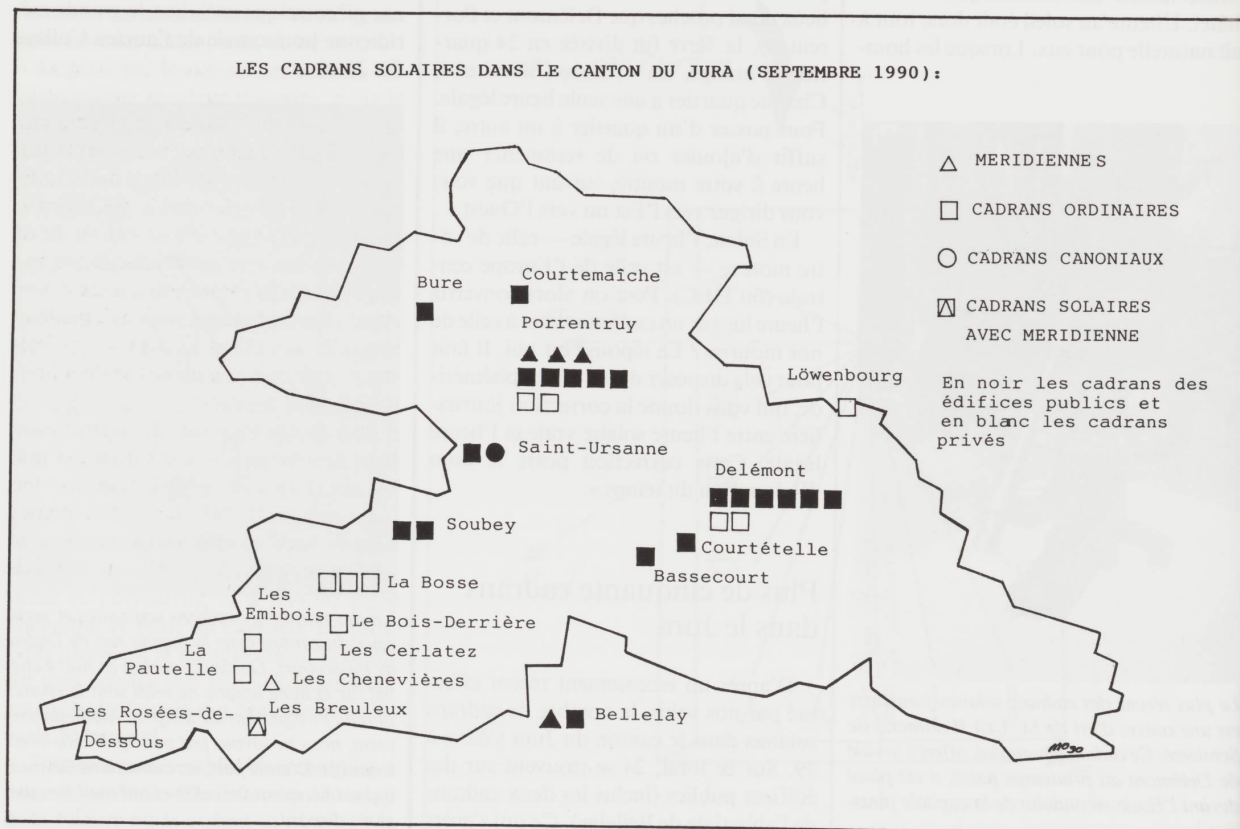 LES CADRANS SOLAIRES DANS LE CANTON DU JURA (SEPTEMBRE 1990):
MERIDIENNES
CADRANS ORDINAIRES
CADRANS CANONIAUX
CADRANS SOLAIRES
AVEC MERIDIENNE
En noir les cadrans des
édifices publics et
en blanc les cadrans
privés
Bure
Courtemaîche
Porrentruy
Löwenbourg
Saint-Ursanne
Delémont
Soubey
Courtételle
Bassecourt
La Bosse
Les
Emibois
Le Bois-Derrière
La
Pautelle
Les Cerlatez
Les Chenevières
Les Rosées-de-
Dessous
Les Breuleux
Bellelay